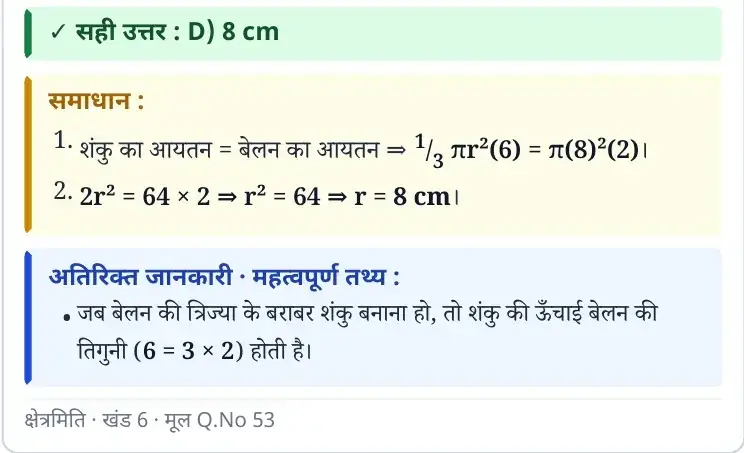 ✓ सही उत्तर : D) 8 cm
समाधान :
1. शंकु का आयतन = बेलन का आयतन ⇒ ¹/₃ πr²(6) = π(8)²(2)।
2. 2r² = 64 × 2 ⇒ r² = 64 ⇒ r = 8 cm।
अतिरिक्त जानकारी · महत्वपूर्ण तथ्य :
• जब बेलन की त्रिज्या के बराबर शंकु बनाना हो, तो शंकु की ऊँचाई बेलन की
तिगुनी (6 = 3 × 2) होती है।
क्षेत्रमिति · खंड 6 · मूल Q.No 53